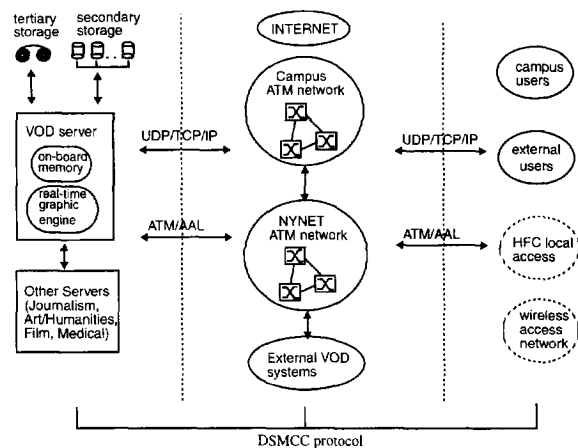 tertiary
storage
secondary
storage
VOD server
on-board
memory
real-time
graphic
engine
Other Servers
(Journalism,
Art/Humanities,
Film, Medical)
UDP/TCP/IP
ATM/AAL
INTERNET
Campus
ATM network
NYNET
ATM network
External VOD
systems
UDP/TCP/IP
ATM/AAL
campus
users
external
users
HFC local
access
wireless
access
network
DSMCC protocol